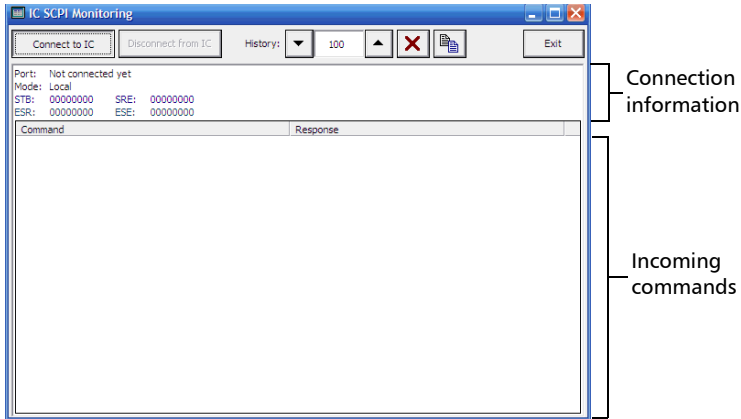 IC SCPI Monitoring
Connect to IC Disconnect from IC History: 100 Exit
Port: Not connected yet
Mode: Local
STB: 00000000 SRE: 00000000
ESR: 00000000 ESE: 00000000
Command Response
Connection
information
Incoming
commands